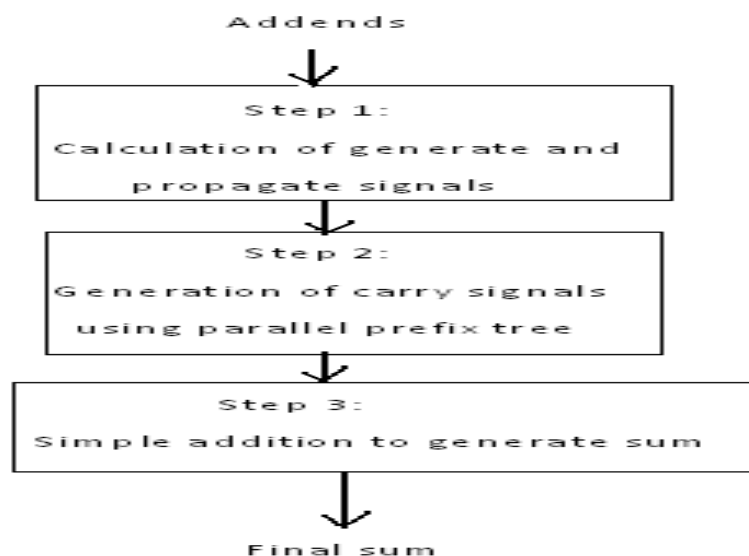 Addends
Step 1:
Calculation of generate and
propagate signals
Step 2:
Generation of carry signals
using parallel prefix tree
Step 3:
Simple addition to generate sum
Final sum